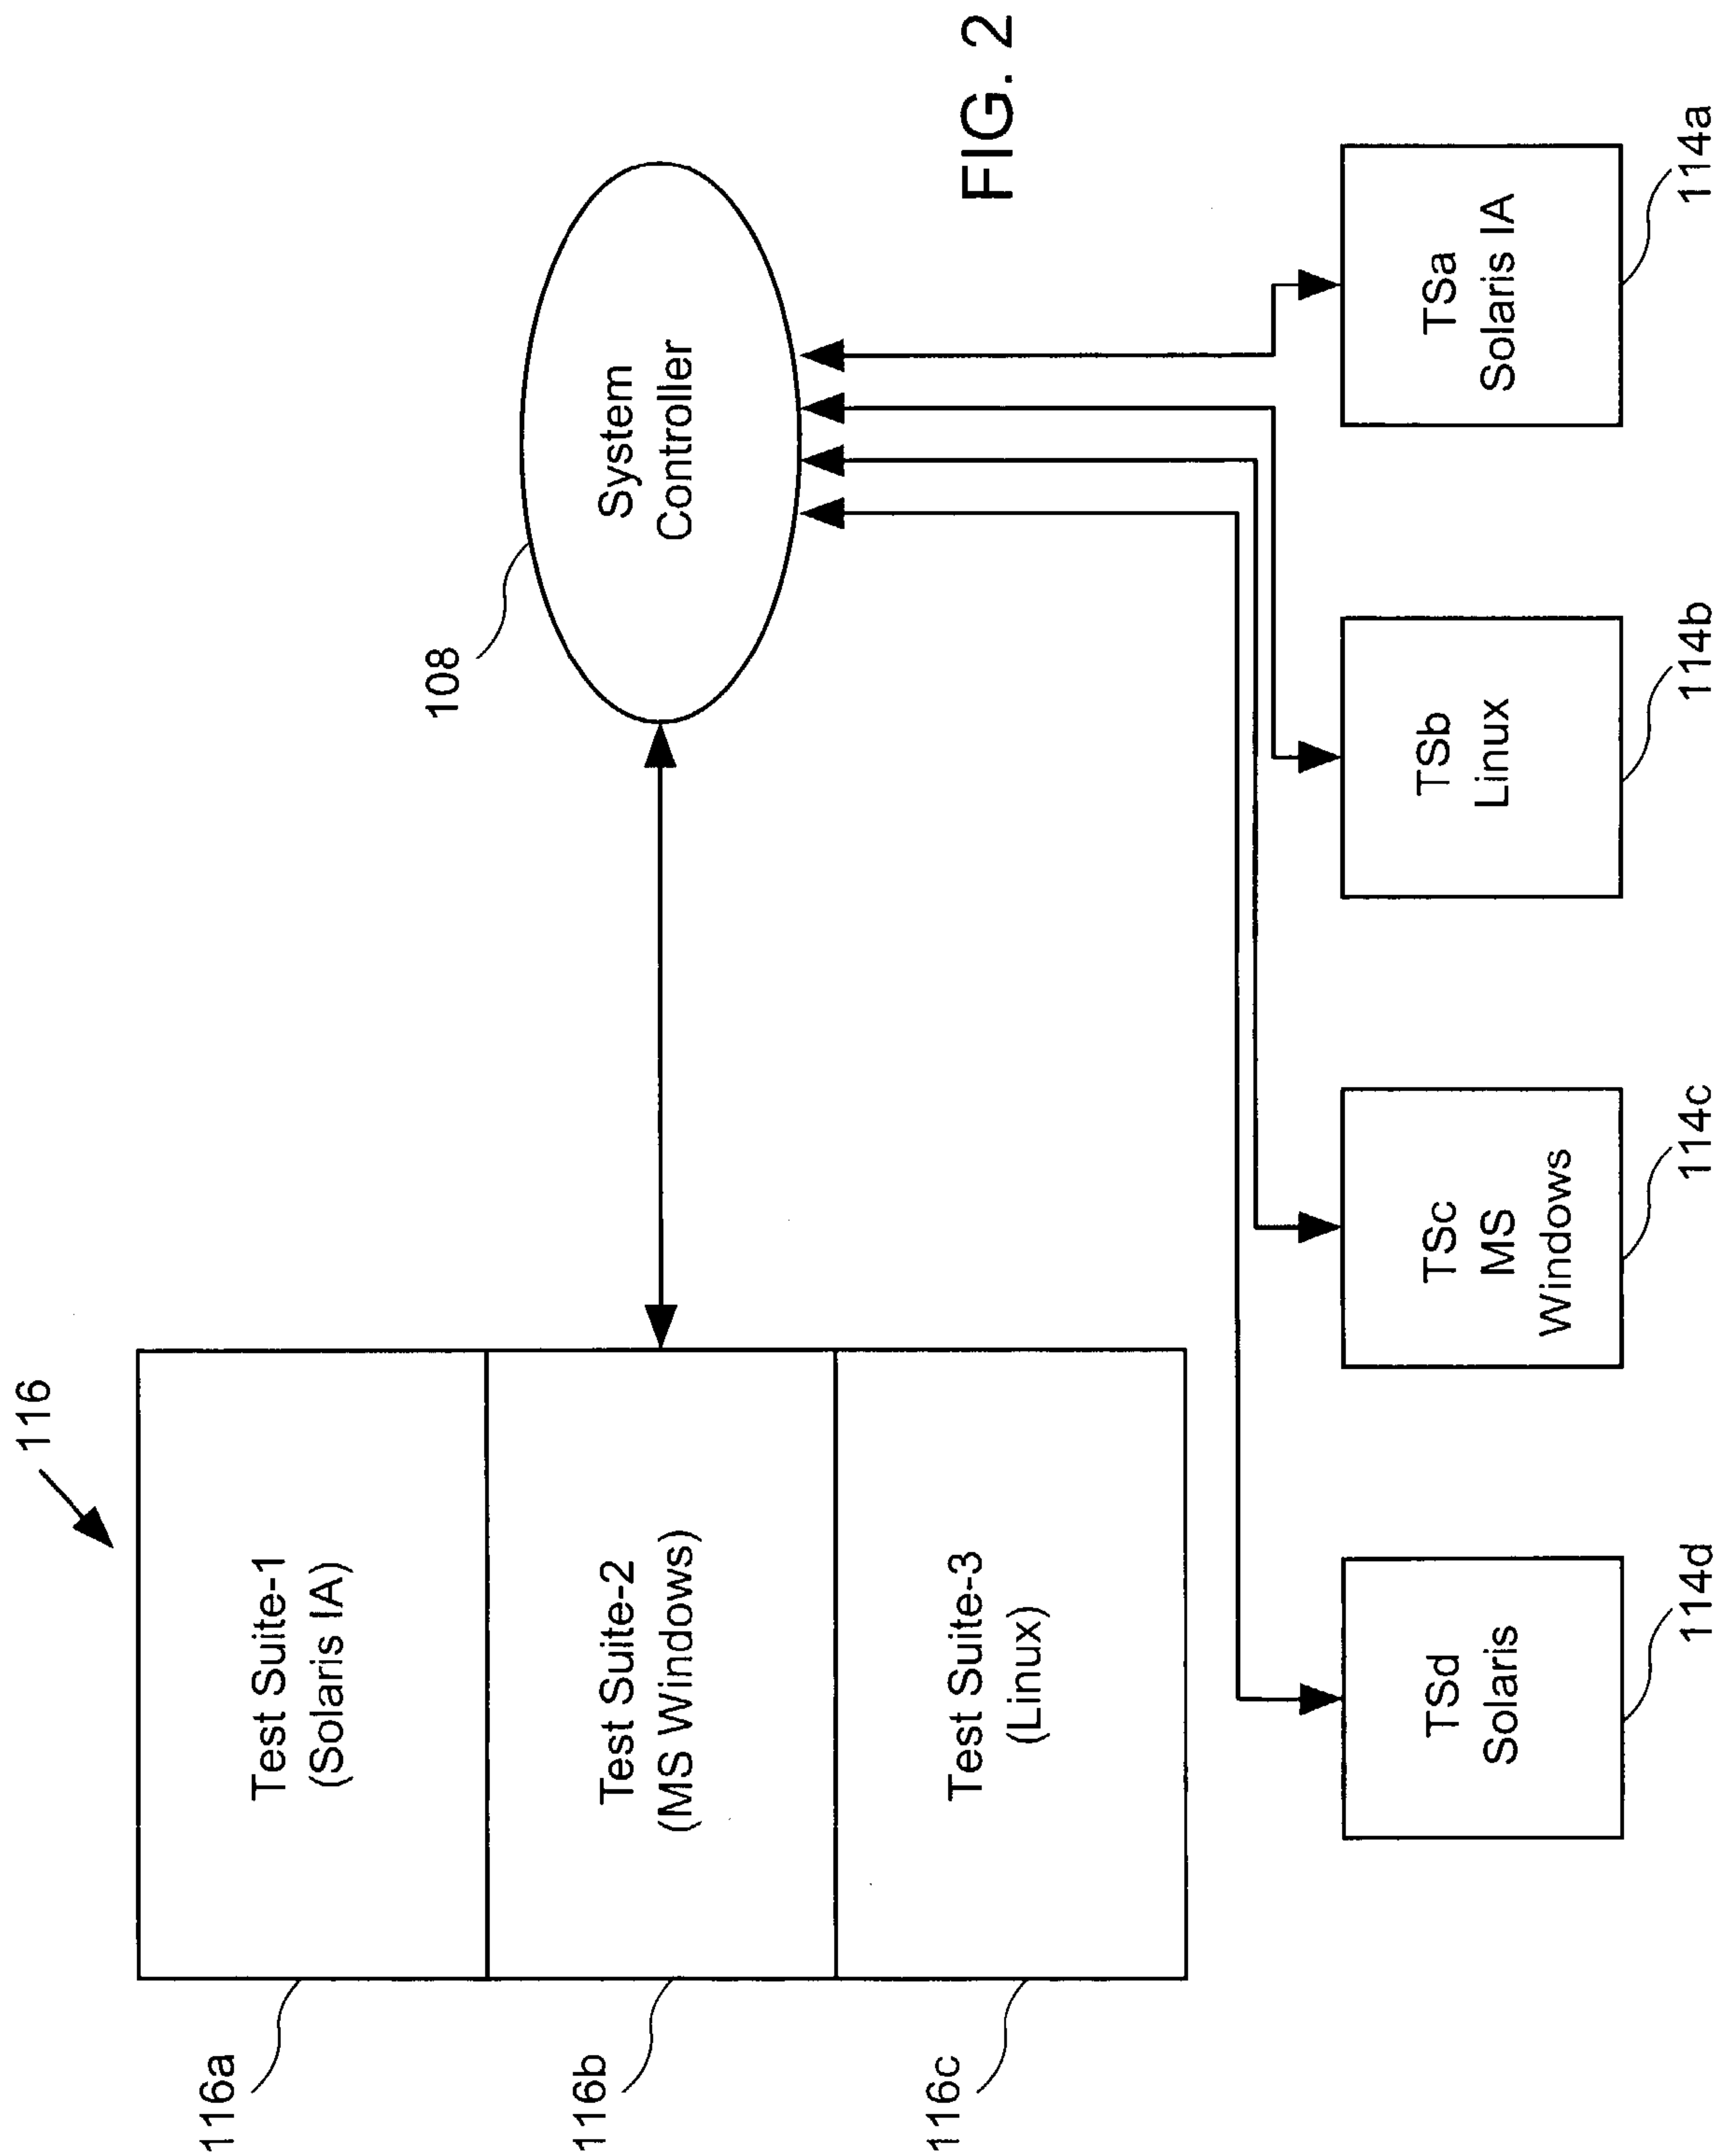 116
116a
Test Suite-1
(Solaris IA)
116b
Test Suite-2
(MS Windows)
116c
Test Suite-3
(Linux)
108
System
Controller
FIG. 2
TSd
Solaris
114d
TSc
MS
Windows
114c
TSb
Linux
114b
TSa
Solaris IA
114a